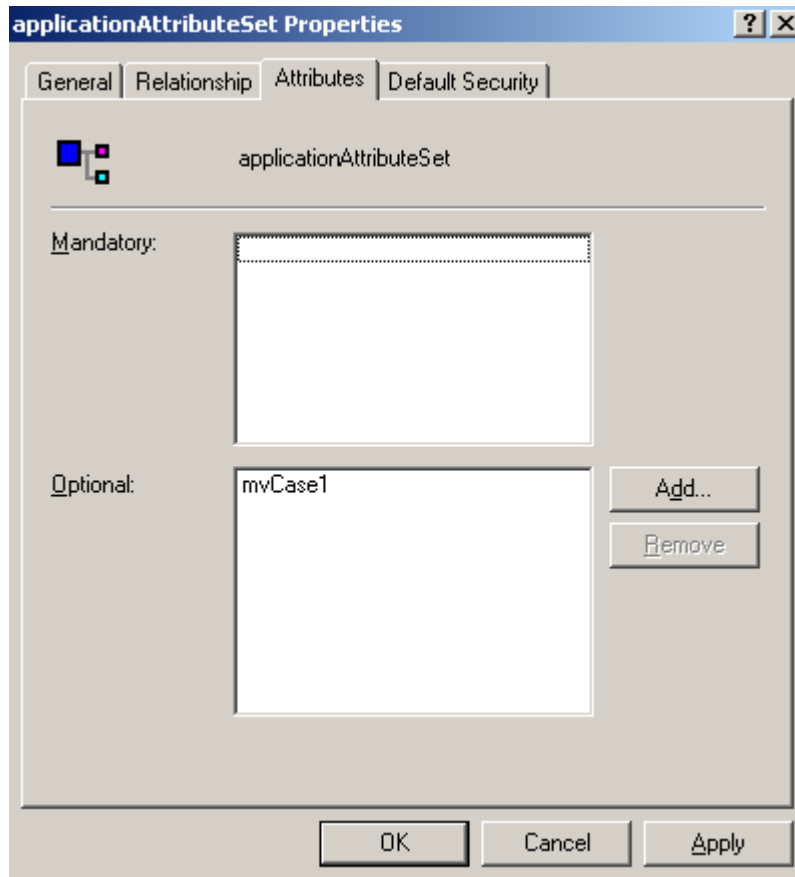 applicationAttributeSet Properties
? X
General Relationship Attributes Default Security
applicationAttributeSet
Mandatory:
Optional:
mvCase1
Add...
Remove
OK Cancel Apply